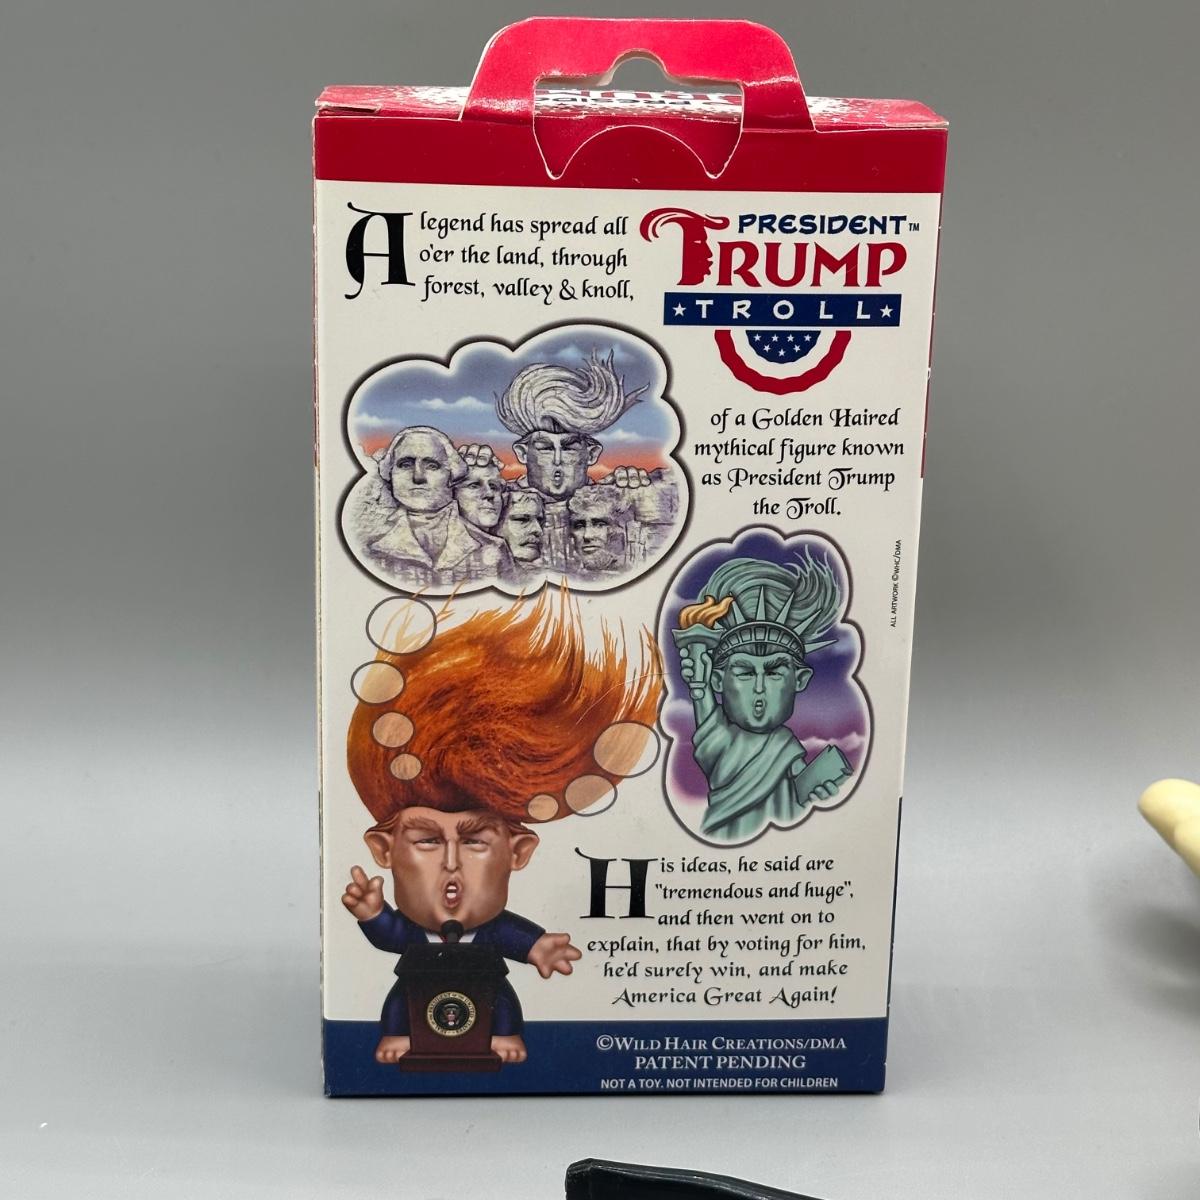 A legend has spread all
o'er the land, through
forest, valley & knoll,
PRESIDENT™
TRUMP
TROLL
of a Golden Haired
mythical figure known
as President Trump
the Troll.
ALL ARTWORK ©WHC/DMA
His ideas, he said are
"tremendous and huge",
and then went on to
explain, that by voting for him,
he'd surely win, and make
America Great Again!
©WILD HAIR CREATIONS/DMA
PATENT PENDING
NOT A TOY. NOT INTENDED FOR CHILDREN